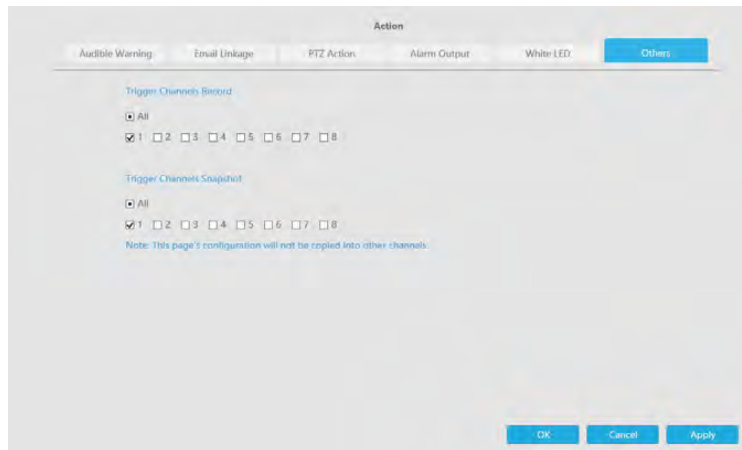 Action
Audible Warning Email Linkage PTZ Action Alarm Output White LED Others
Trigger Channels Record
All
1 2 3 4 5 6 7 8
Trigger Channels Snapshot
All
1 2 3 4 5 6 7 8
Note: This page's configuration will not be copied into other channels.
OK Cancel Apply